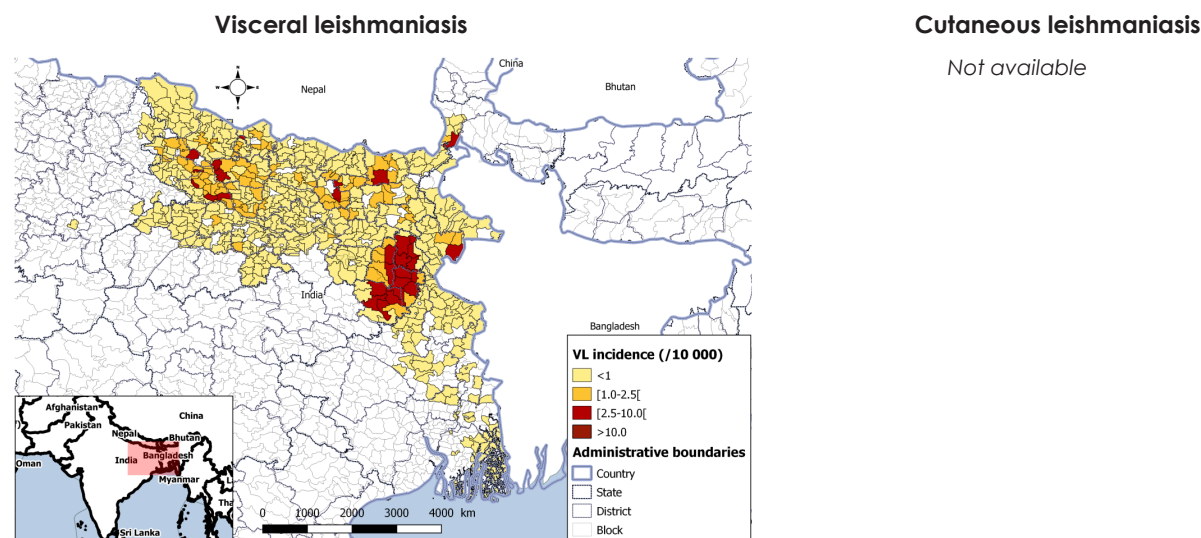 Visceral leishmaniasis
Cutaneous leishmaniasis
Not available
China
Nepal
Bhutan
India
Bangladesh
VL incidence (/10 000)
<1
[1.0-2.5[
[2.5-10.0[
>10.0
Administrative boundaries
Country
State
District
Block
0 1000 2000 3000 4000 km
Afghanistan
China
Pakistan
Nepal
Bhutan
India
Bangladesh
Oman
Myanmar
Sri Lanka